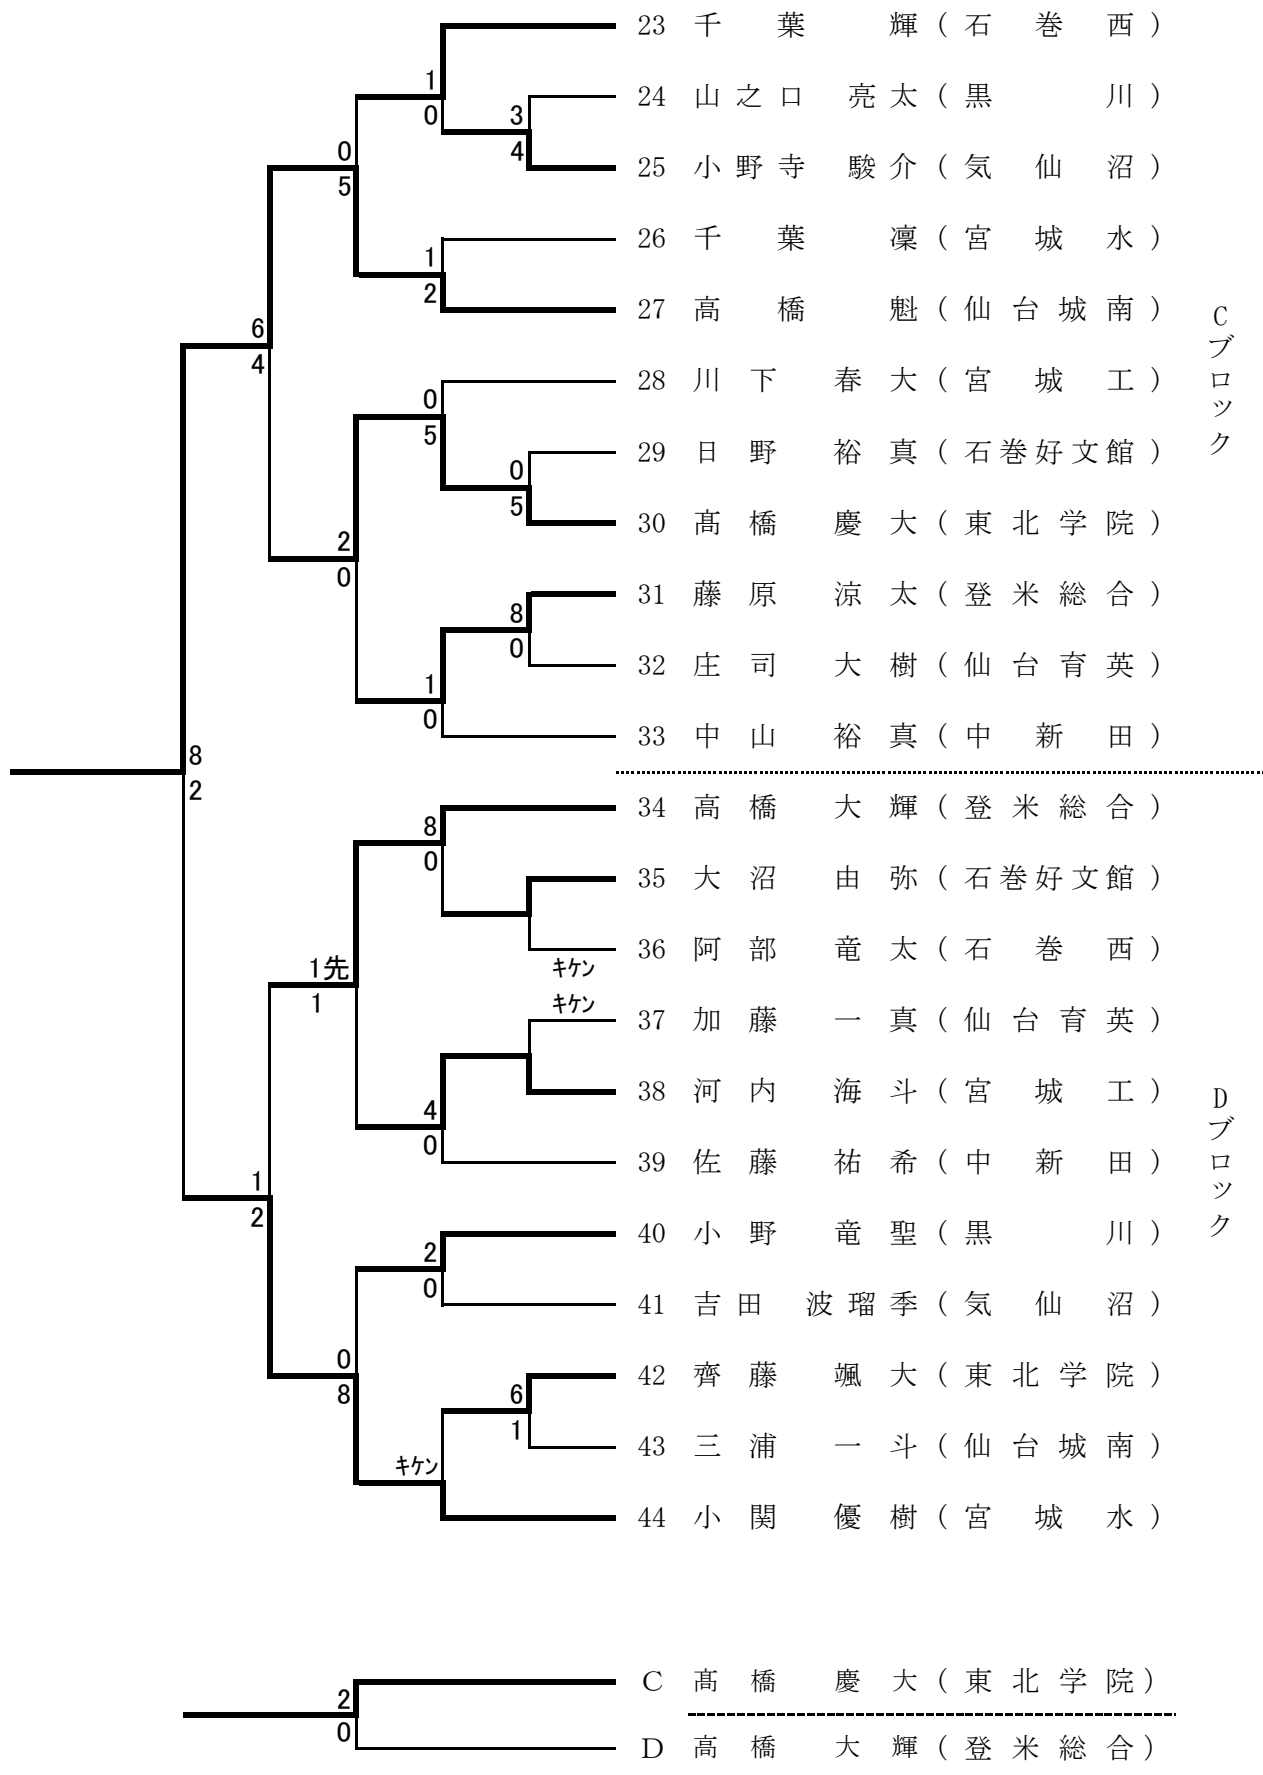 23 千葉 輝(石巻西)
1
24 山之口 亮太(黒川)
0 3
0 4
25 小野寺 駿介(気仙沼)
5
26 千葉 凜(宮城水)
1
2
27 高橋 魁(仙台城南)
6
4
28 川下 春大(宮城工)
0
5
29 日野 裕真(石巻好文館)
0
5
30 髙橋 慶大(東北学院)
2
0
31 藤原 涼太(登米総合)
8
0
32 庄司 大樹(仙台育英)
1
0
33 中山 裕真(中新田)
Cブロック
8
2
34 高橋 大輝(登米総合)
8
0
35 大沼 由弥(石巻好文館)
36 阿部 竜太(石巻西)
1先 キケン
1 キケン
37 加藤 一真(仙台育英)
38 河内 海斗(宮城工)
4
0
39 佐藤 祐希(中新田)
1
2
40 小野 竜聖(黒川)
2
0
41 吉田 波瑠季(気仙沼)
0
42 齊藤 颯大(東北学院)
8 6
1
43 三浦 一斗(仙台城南)
キケン
44 小関 優樹(宮城水)
Dブロック
C 髙橋 慶大(東北学院)
2
0
D 高橋 大輝(登米総合)